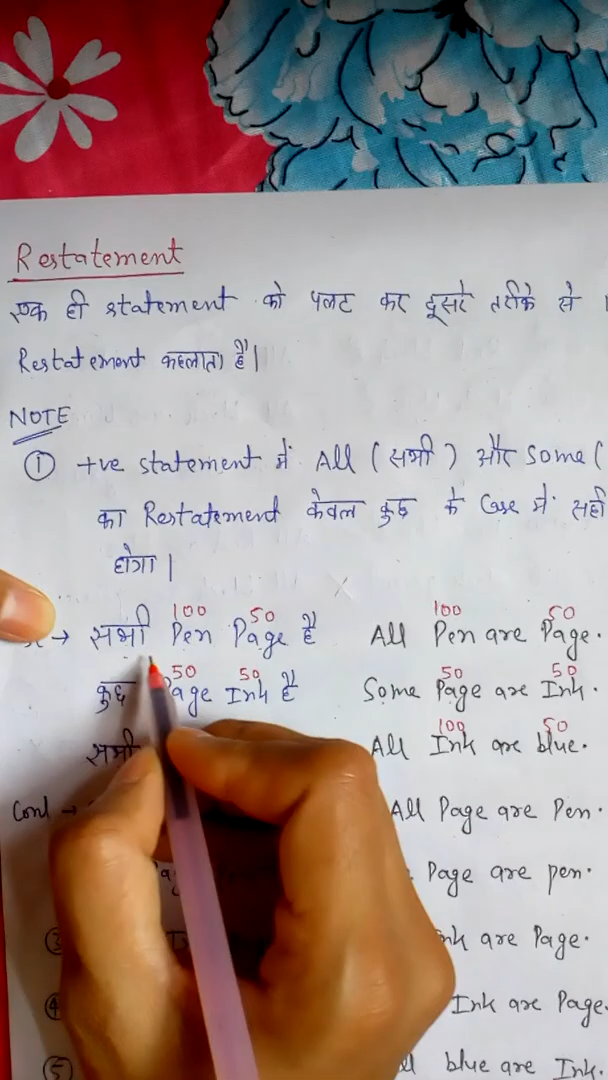 Restatement
एक ही statement को पलट कर दूसरे तरीके से
Restatement कहलाता है।
NOTE
① +ve statement में All (सभी) और Some (
का Restatement केवल कुछ के Case में सही
होगा।
100 50 100 50
→ सभी Pen Page है All Pen are Page.
50 50 50 50
कुछ Page Ink है Some Page are Ink.
100 50
सभी All Ink are blue.
Conl → All Page are Pen.
Page are pen.
③ are Page.
④ Ink are Page.
⑤ blue are Ink.